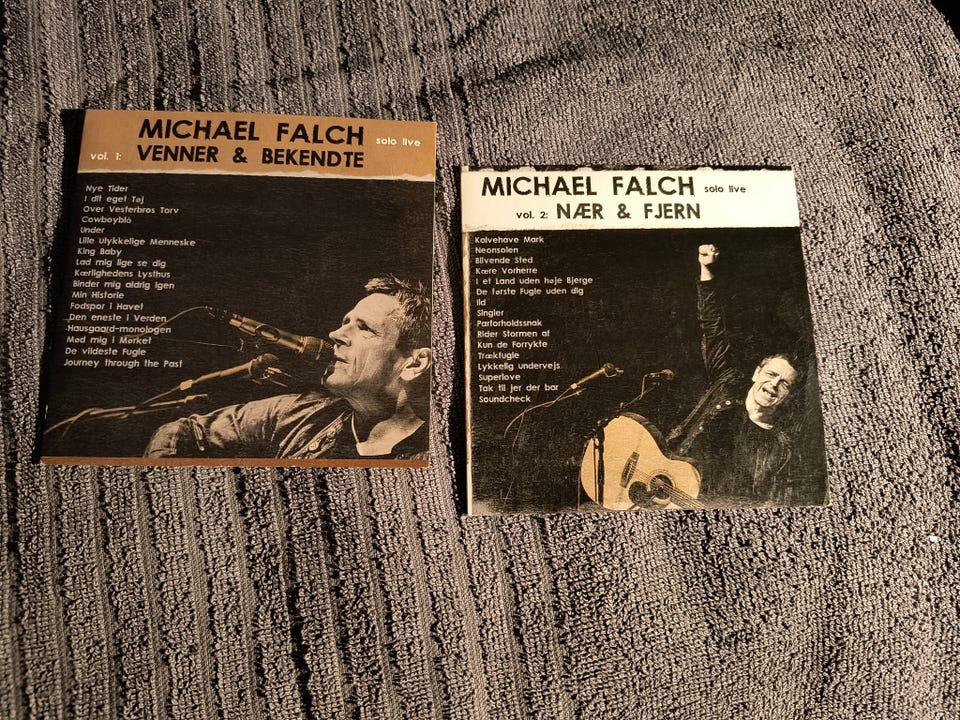 MICHAEL FALCH solo live
vol. 1: VENNER & BEKENDTE
Nye Tider
I dit eget Tøj
Over Vesterbros Torv
Cowboyblå
Under
Lille ulykkelige Menneske
King Baby
Lad mig lige se dig
Kærlighedens Lysthus
Binder mig aldrig igen
Min Historie
Fodspor i Havet
Den eneste i Verden
Hausgaard-monologen
Mød mig i Mørket
De vildeste Fugle
Journey through the Past
MICHAEL FALCH solo live
vol. 2: NÆR & FJERN
Kalvehave Mark
Neonsolen
Blivende Sted
Kære Vorherre
I et Land uden høje Bjerge
De første Fugle uden dig
Ild
Singler
Parforholdssnak
Rider Stormen af
Kun de Forrykte
Trækfugle
Lykkelig undervejs
Superlove
Tak til jer der bar
Soundcheck